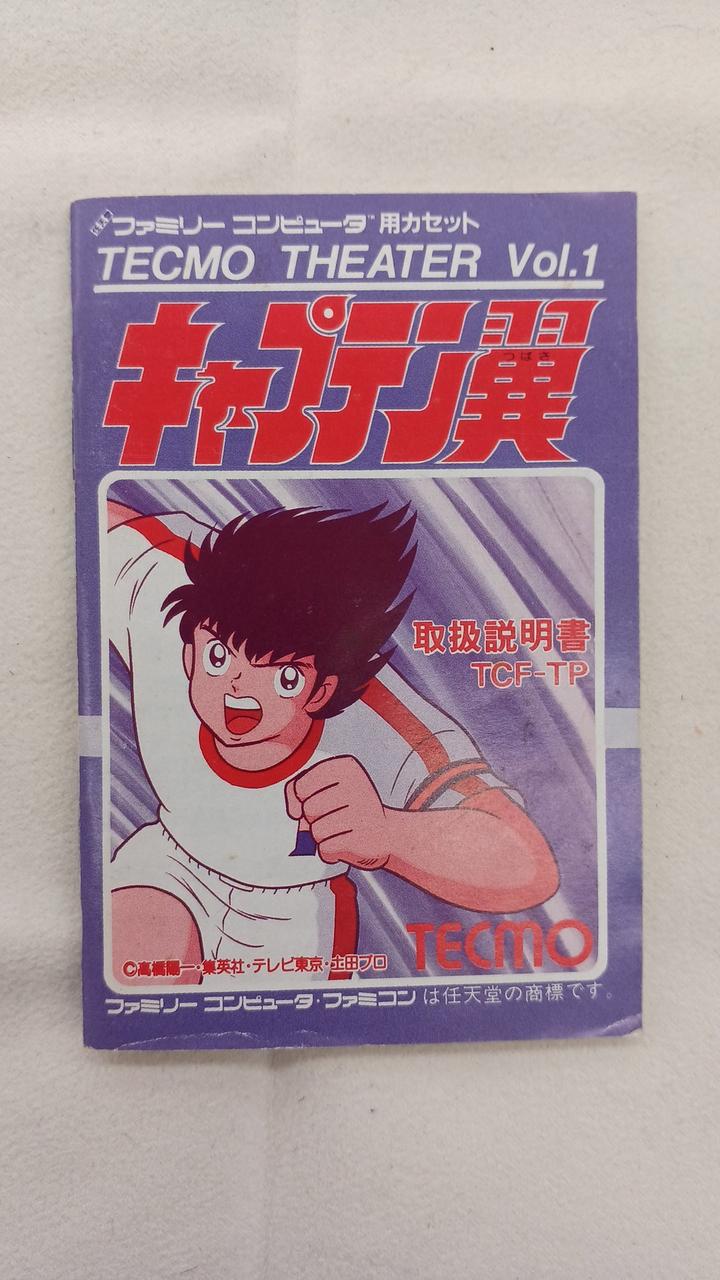 ファミリー コンピュータ™用カセット
TECMO THEATER Vol.1
キャプテン翼
つばさ
取扱説明書
TCF-TP
TECMO
©高橋陽一・集英社・テレビ東京・土田プロ
ファミリー コンピュータ・ファミコンは任天堂の商標です。